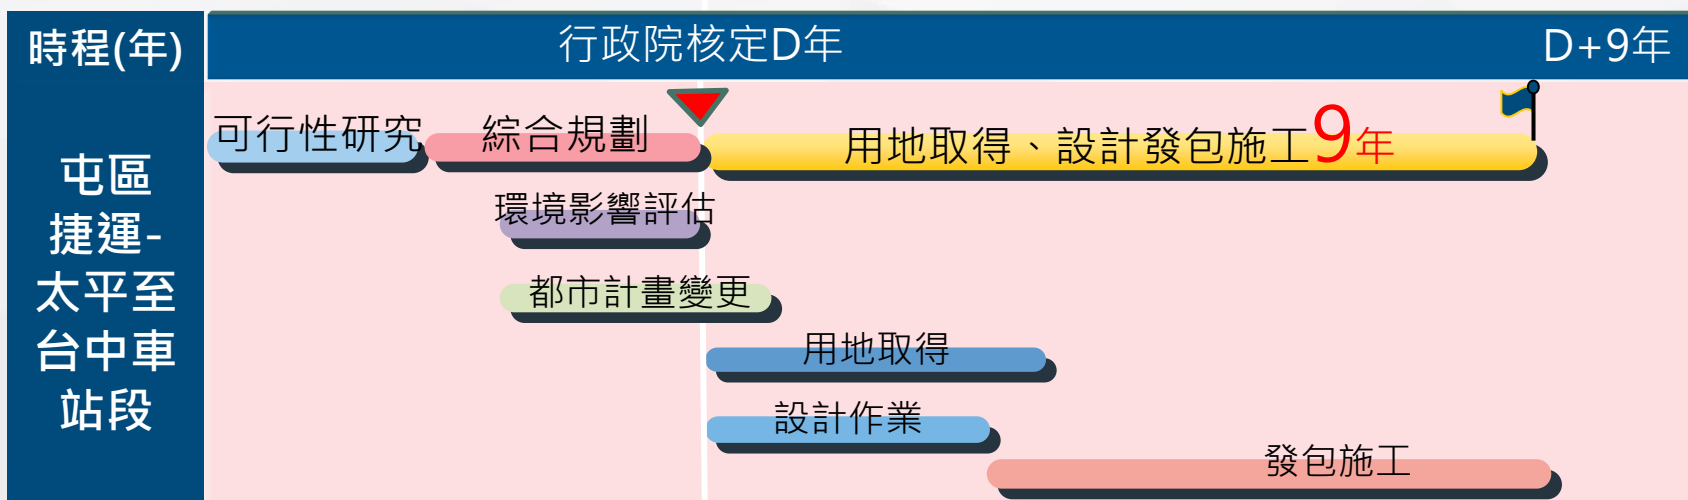 時程(年)
行政院核定D年
D+9年
屯區
捷運-
太平至
台中車
站段
可行性研究
綜合規劃
用地取得、設計發包施工9年
環境影響評估
都市計畫變更
用地取得
設計作業
發包施工